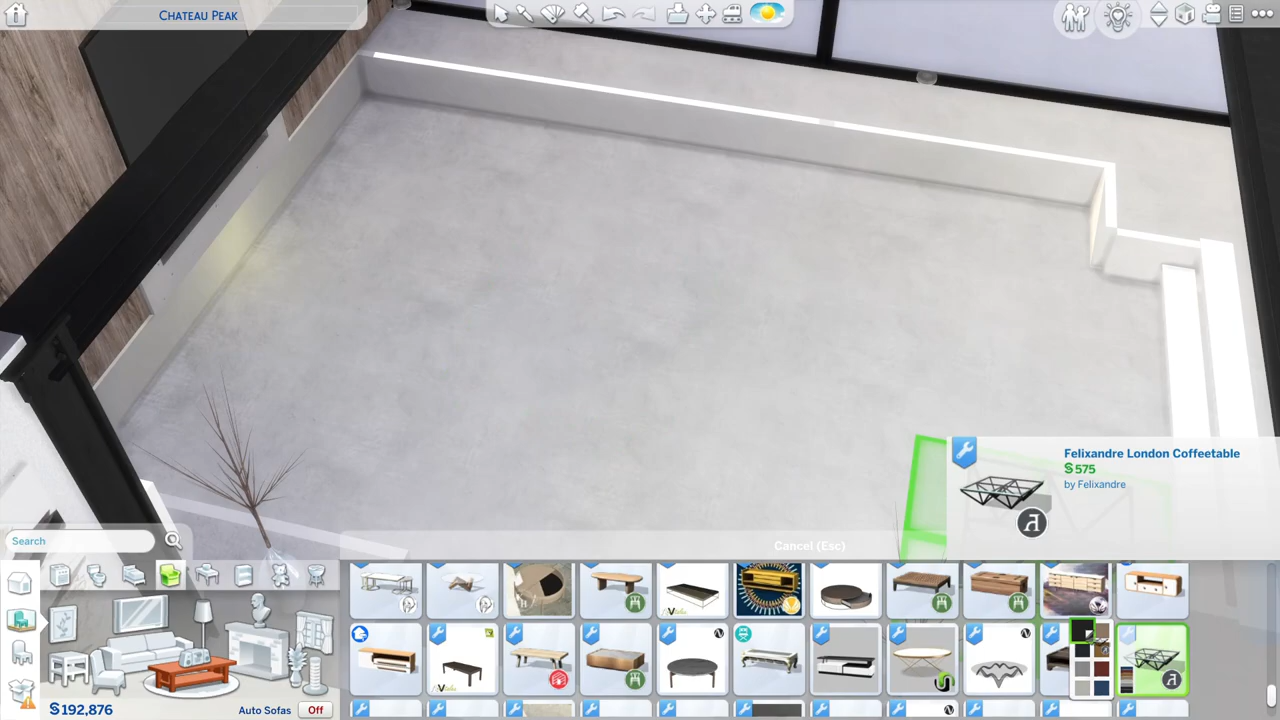 CHATEAU PEAK
Felixandre London Coffeetable
§575
by Felixandre
Cancel (Esc)
Search
§192,876
Auto Sofas
Off